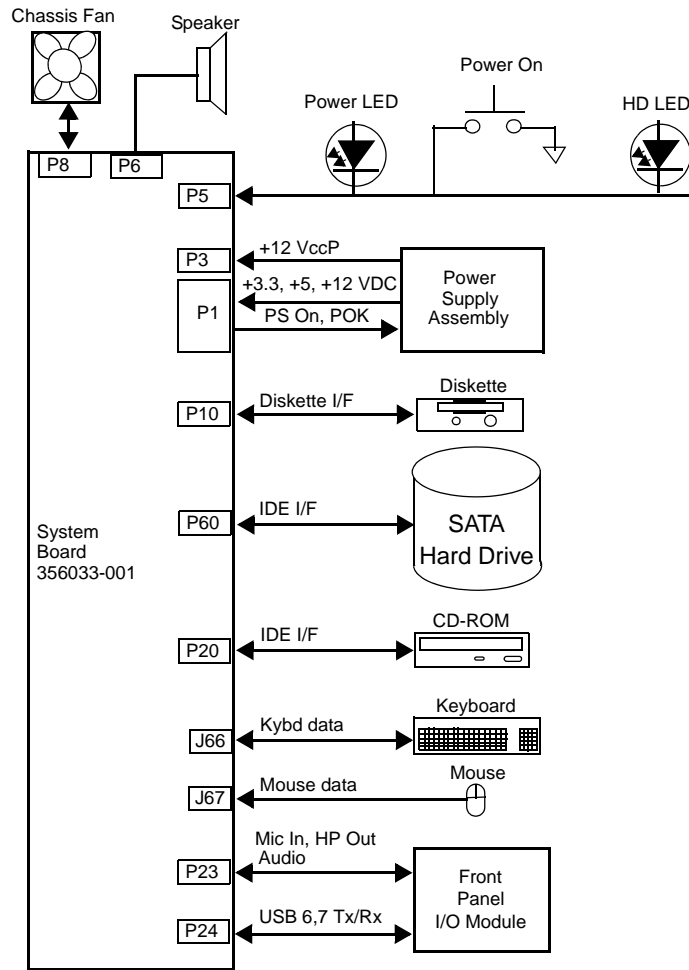 Chassis Fan
Speaker
Power On
Power LED
HD LED
P8
P6
P5
P3
+12 VccP
P1
+3.3, +5, +12 VDC
PS On, POK
Power
Supply
Assembly
Diskette
P10
Diskette I/F
P60
IDE I/F
SATA
Hard Drive
System
Board
356033-001
CD-ROM
P20
IDE I/F
Keyboard
J66
Kybd data
Mouse
J67
Mouse data
Mic In, HP Out
Audio
P23
Front
Panel
I/O Module
P24
USB 6,7 Tx/Rx